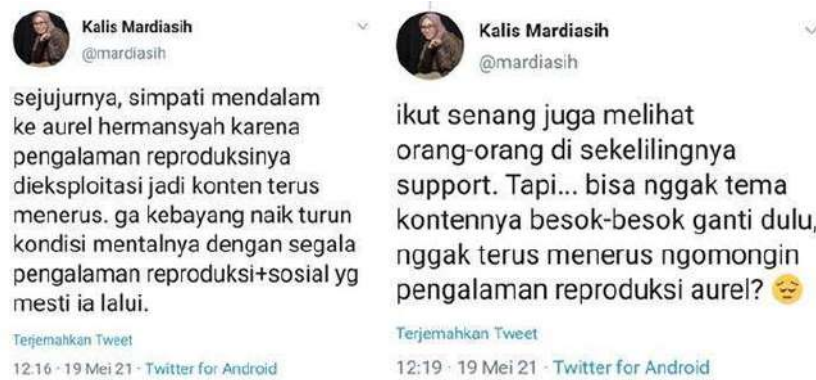 Kalis Mardiasih
@mardiasih
sejujurnya, simpati mendalam
ke aurel hermansyah karena
pengalaman reproduksinya
dieksploitasi jadi konten terus
menerus. ga kebayang naik turun
kondisi mentalnya dengan segala
pengalaman reproduksi+sosial yg
mesti ia lalui.
Terjemahkan Tweet
12.16 · 19 Mei 21 · Twitter for Android
Kalis Mardiasih
@mardiasih
ikut senang juga melihat
orang-orang di sekelilingnya
support. Tapi... bisa nggak tema
kontennya besok-besok ganti dulu,
nggak terus menerus ngomongin
pengalaman reproduksi aurel? 😔
Terjemahkan Tweet
12:19 · 19 Mei 21 · Twitter for Android